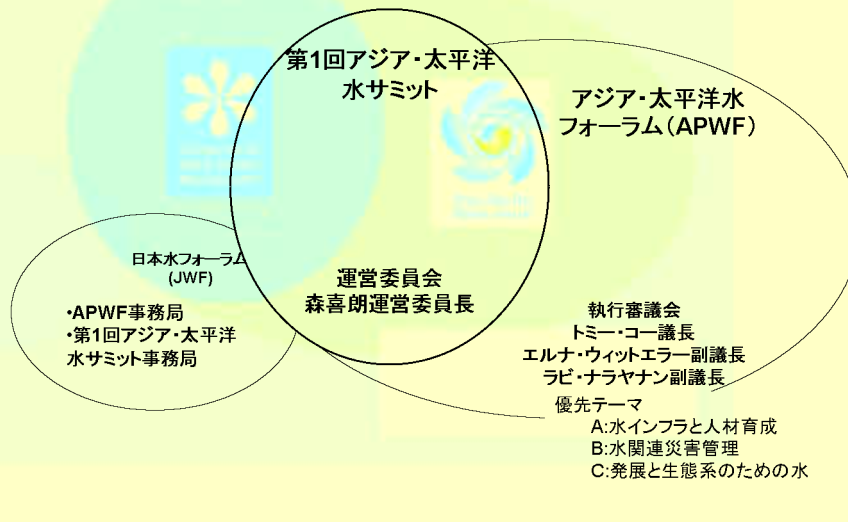 第1回アジア・太平洋
水サミット
アジア・太平洋水
フォーラム(APWF)
日本水フォーラム
(JWF)
•APWF事務局
•第1回アジア・太平洋
水サミット事務局
運営委員会
森喜朗運営委員長
執行審議会
トミー・コー議長
エルナ・ウィットエラー副議長
ラビ・ナラヤナン副議長
優先テーマ
A:水インフラと人材育成
B:水関連災害管理
C:発展と生態系のための水